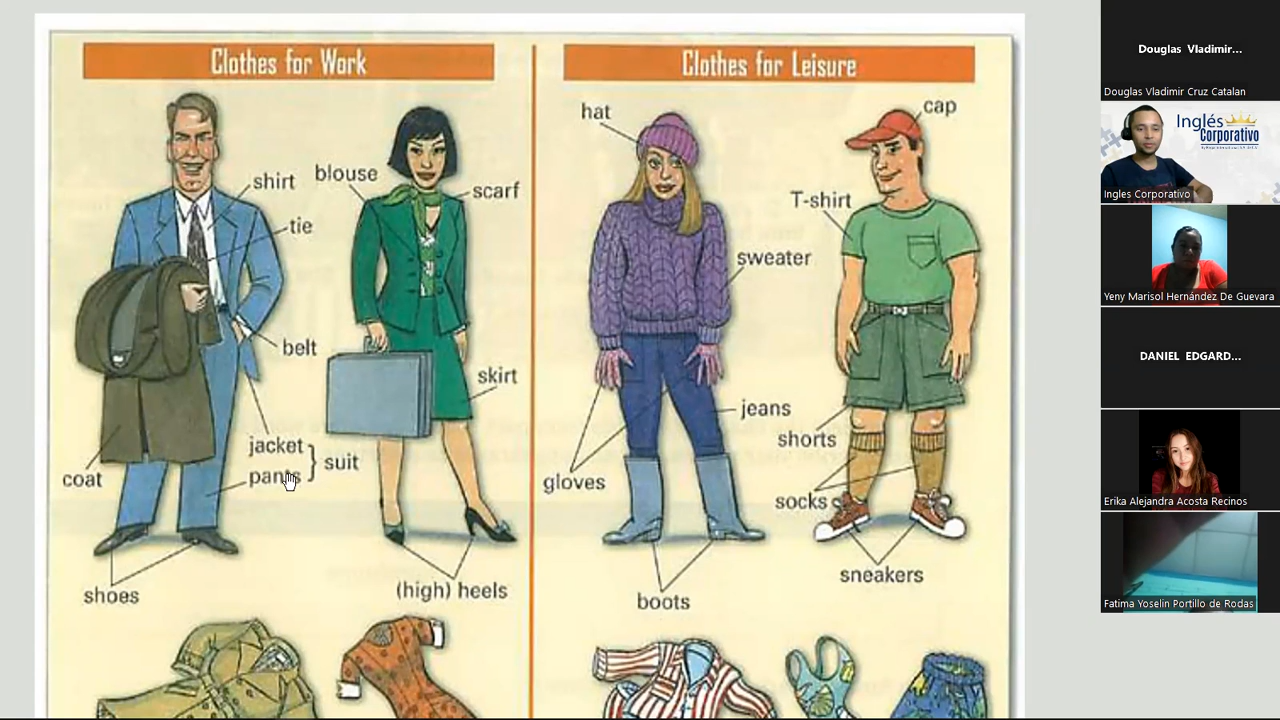 Clothes for Work
Clothes for Leisure
shirt
tie
blouse
scarf
belt
skirt
jacket
pants
suit
coat
shoes
(high) heels
hat
cap
T-shirt
sweater
jeans
shorts
gloves
socks
sneakers
boots
Douglas Vladimir...
Douglas Vladimir Cruz Catalan
Inglés
Corporativo
Ingles Corporativo I
Yeny Marisol Hernández De Guevara
DANIEL EDGARD...
Erika Alejandra Acosta Recinos
Fatima Yoselin Portillo de Rodas